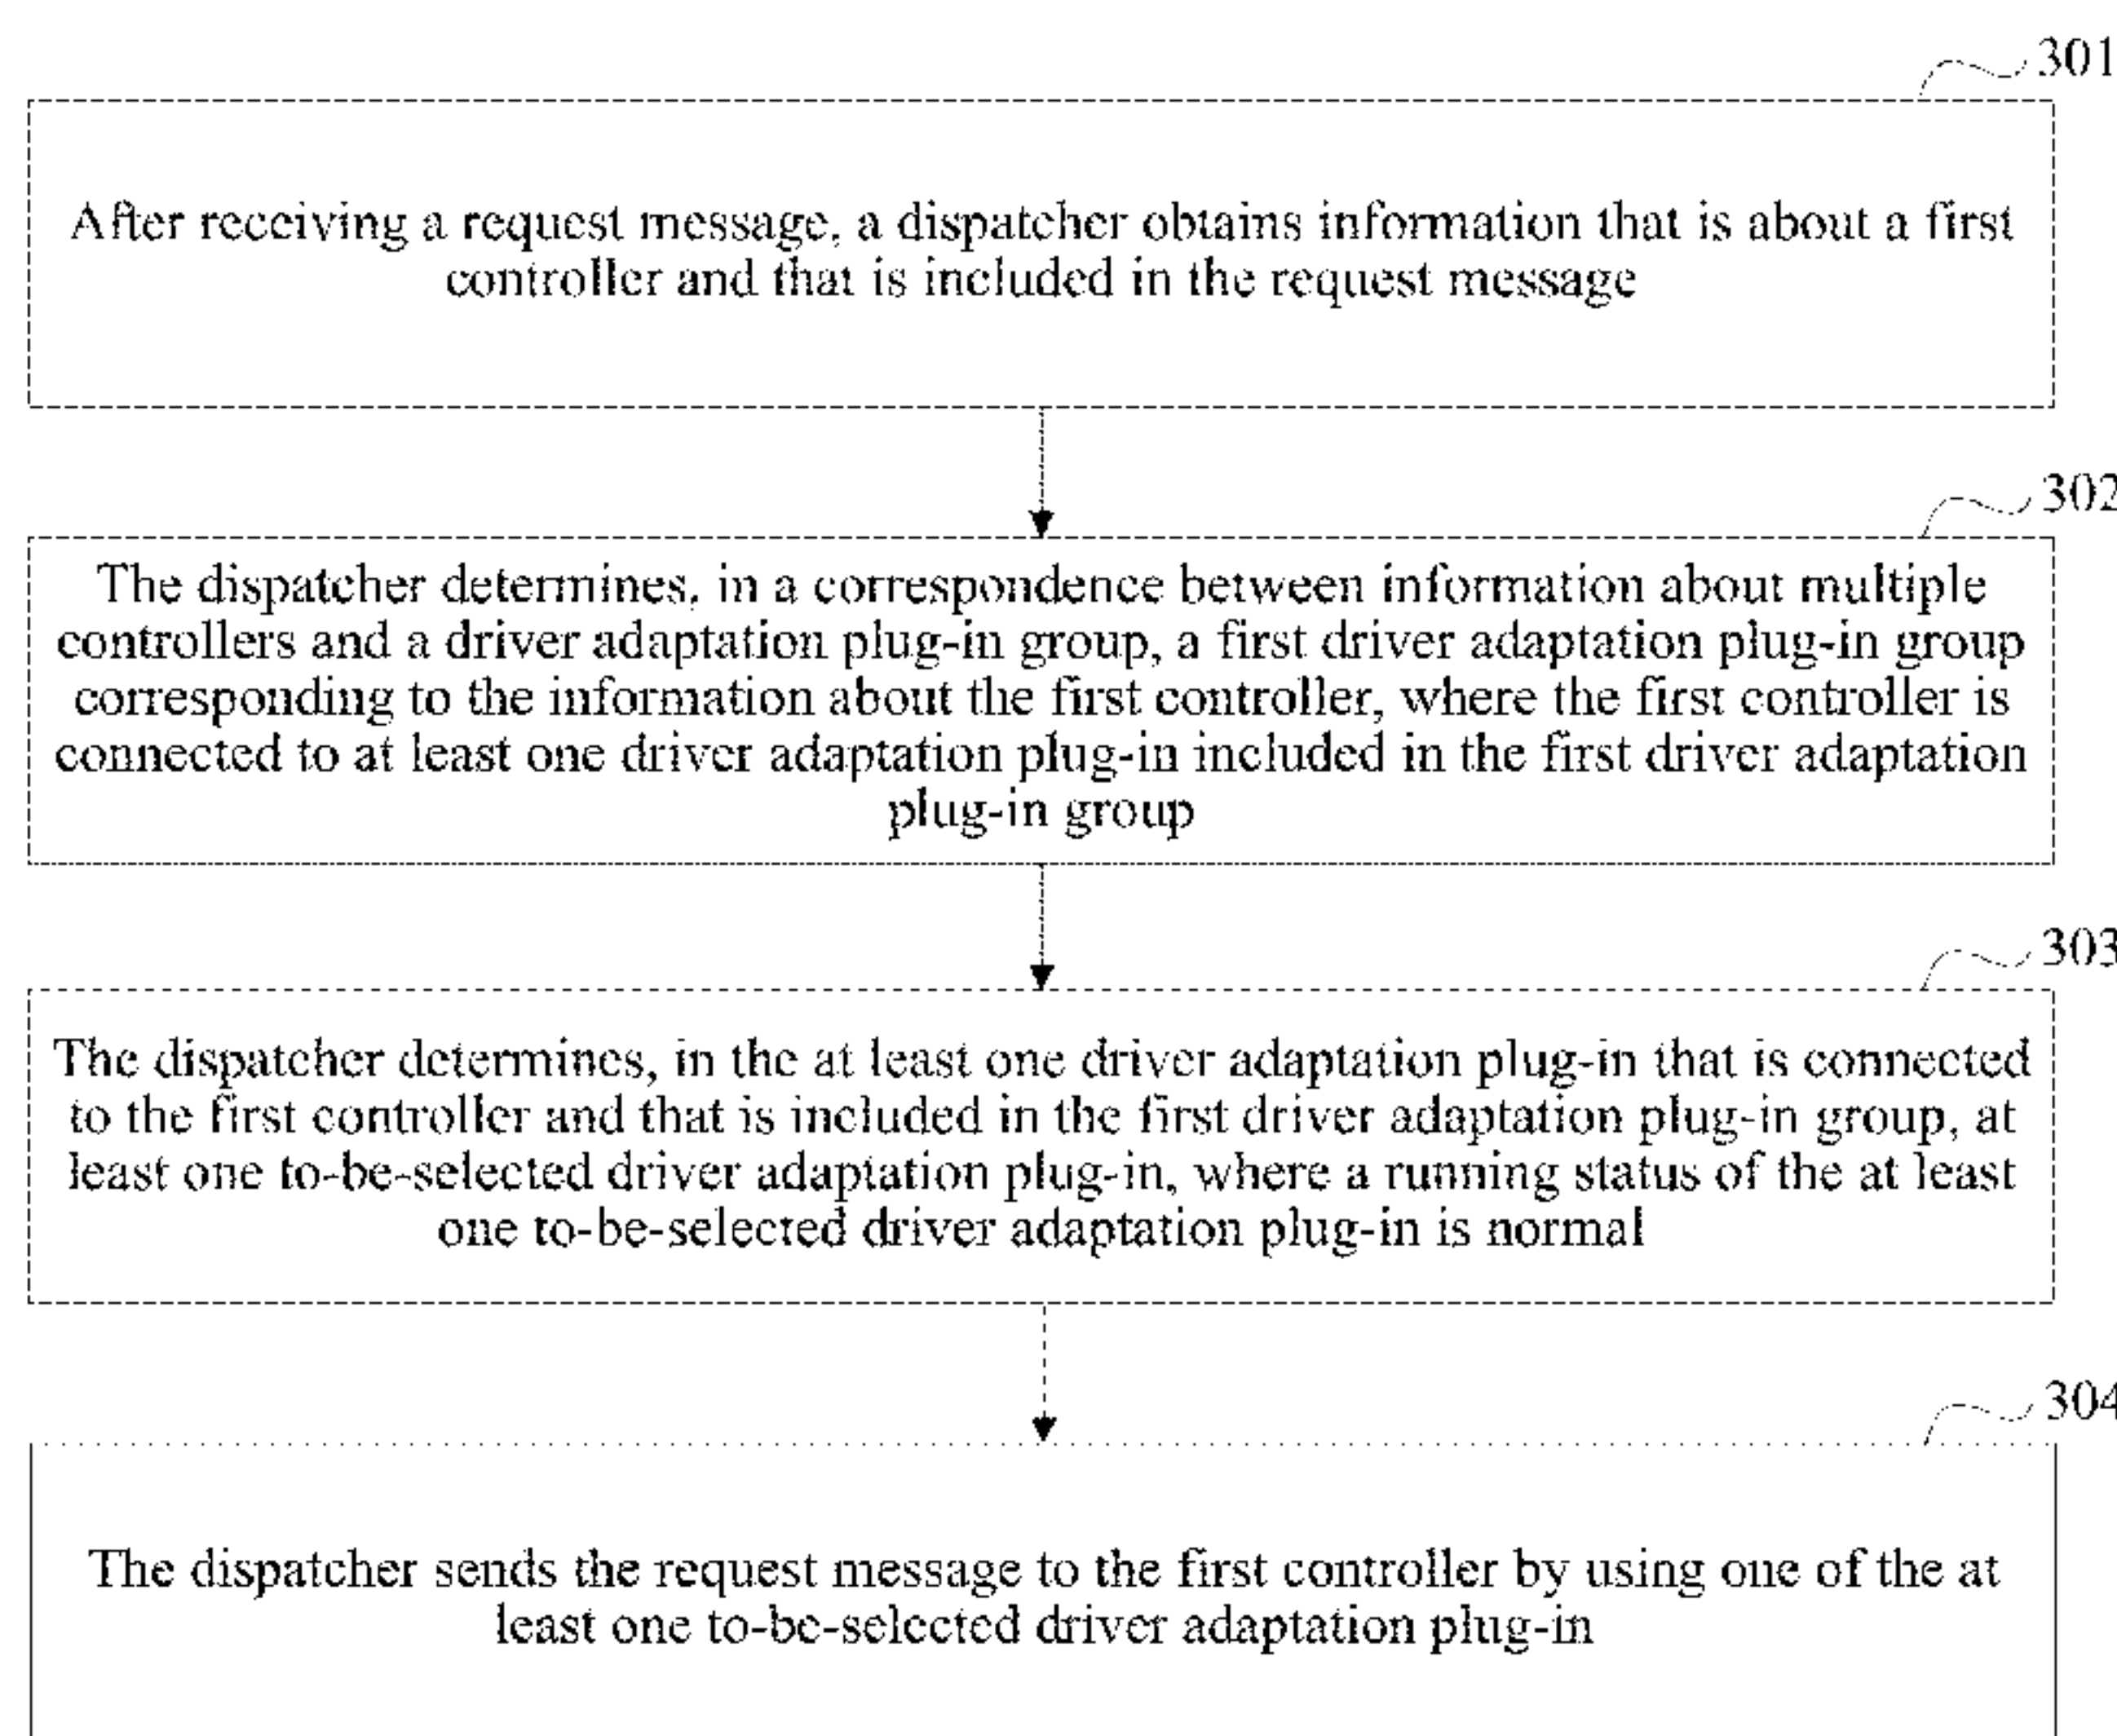 301
After receiving a request message, a dispatcher obtains information that is about a first
controller and that is included in the request message
302
The dispatcher determines, in a correspondence between information about multiple
controllers and a driver adaptation plug-in group, a first driver adaptation plug-in group
corresponding to the information about the first controller, where the first controller is
connected to at least one driver adaptation plug-in included in the first driver adaptation
plug-in group
303
The dispatcher determines, in the at least one driver adaptation plug-in that is connected
to the first controller and that is included in the first driver adaptation plug-in group, at
least one to-be-selected driver adaptation plug-in, where a running status of the at least
one to-be-selected driver adaptation plug-in is normal
304
The dispatcher sends the request message to the first controller by using one of the at
least one to-be-selected driver adaptation plug-in